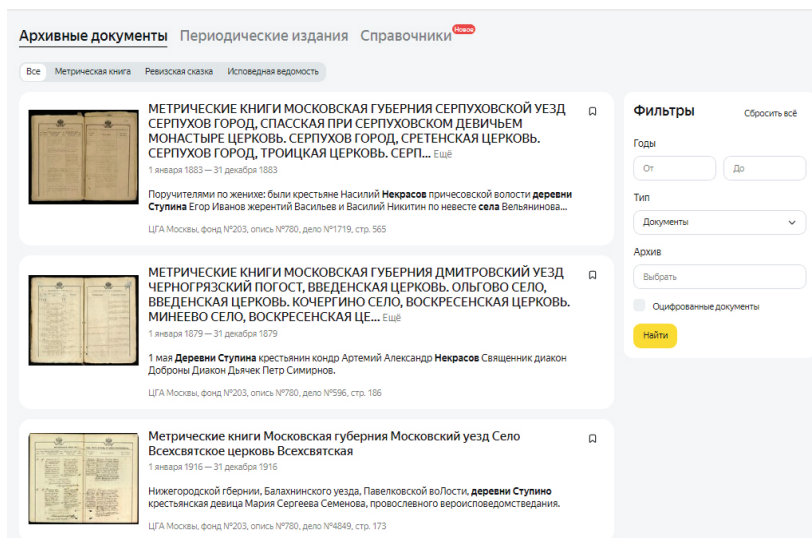 Архивные документы Периодические издания Справочники Новое
Все Метрическая книга Ревизская сказка Исповедная ведомость
МЕТРИЧЕСКИЕ КНИГИ МОСКОВСКАЯ ГУБЕРНИЯ СЕРПУХОВСКОЙ УЕЗД
СЕРПУХОВ ГОРОД, СПАССКАЯ ПРИ СЕРПУХОВСКОМ ДЕВИЧЬЕМ
МОНАСТЫРЕ ЦЕРКОВЬ. СЕРПУХОВ ГОРОД, СРЕТЕНСКАЯ ЦЕРКОВЬ.
СЕРПУХОВ ГОРОД, ТРОИЦКАЯ ЦЕРКОВЬ. СЕРП... Ещё
1 января 1883 — 31 декабря 1883
Поручителями по женихе: были крестьяне Насилий Некрасов причесовской волости деревни
Ступина Егор Иванов жерентий Васильев и Василий Никитин по невесте села Вельянинова...
ЦГА Москвы, фонд №203, опись №780, дело №1719, стр. 565
МЕТРИЧЕСКИЕ КНИГИ МОСКОВСКАЯ ГУБЕРНИЯ ДМИТРОВСКИЙ УЕЗД
ЧЕРНОГРЯЗСКИЙ ПОГОСТ, ВВЕДЕНСКАЯ ЦЕРКОВЬ. ОЛЬГОВО СЕЛО,
ВВЕДЕНСКАЯ ЦЕРКОВЬ. КОЧЕРГИНО СЕЛО, ВОСКРЕСЕНСКАЯ ЦЕРКОВЬ.
МИНЕЕВО СЕЛО, ВОСКРЕСЕНСКАЯ ЦЕ... Ещё
1 января 1879 — 31 декабря 1879
1 мая Деревни Ступина крестьянин кондр Артемий Александр Некрасов Священник диакон
Доброны Диакон Дьячек Петр Симирнов.
ЦГА Москвы, фонд №203, опись №780, дело №596, стр. 186
Метрические книги Московская губерния Московский уезд Село
Всехсвятское церковь Всехсвятская
1 января 1916 — 31 декабря 1916
Нижегородской гбернии, Балахнинского уезда, Павелковской воЛости, деревни Ступино
крестьянская девица Мария Сергеева Семенова, провославного вероисповедомстведания.
ЦГА Москвы, фонд №203, опись №780, дело №4849, стр. 173
Фильтры Сбросить всё
Годы
От До
Тип
Документы
Архив
Выбрать
Оцифрованные документы
Найти